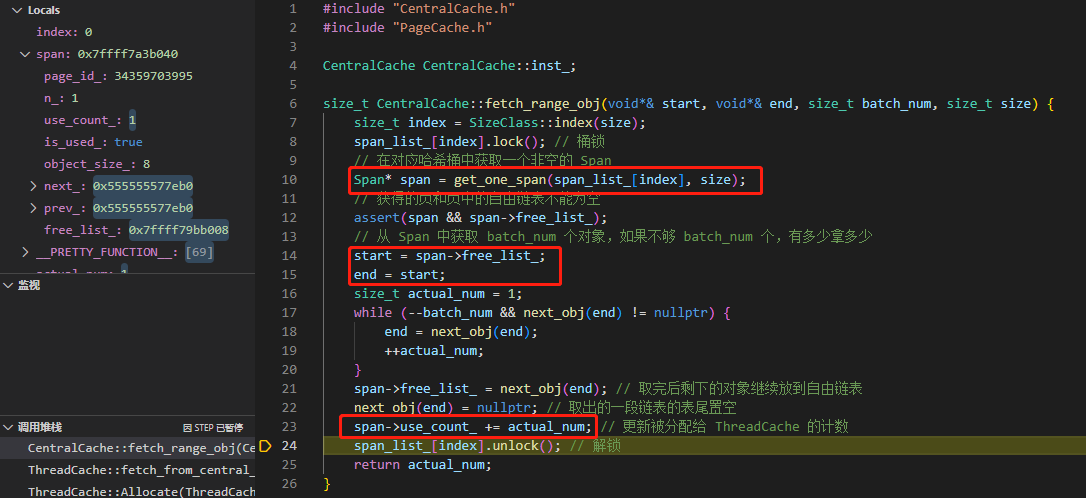 Locals
index: 0
span: 0x7ffff7a3b040
page_id_: 34359703995
n_: 1
use_count_: 1
is_used_: true
object_size_: 8
next_: 0x555555577eb0
prev_: 0x555555577eb0
free_list_: 0x7ffff79bb008
__PRETTY_FUNCTION__: [69]
actual_num: 1
监视
调用堆栈
因 STEP 已暂停
CentralCache::fetch_range_obj(Ce
ThreadCache::fetch_from_central_
ThreadCache::Allocate(ThreadCach
1 #include "CentralCache.h"
2 #include "PageCache.h"
3
4 CentralCache CentralCache::inst_;
5
6 size_t CentralCache::fetch_range_obj(void*& start, void*& end, size_t batch_num, size_t size) {
7 size_t index = SizeClass::index(size);
8 span_list_[index].lock(); // 桶锁
9 // 在对应哈希桶中获取一个非空的 Span
10 Span* span = get_one_span(span_list_[index], size);
11 // 获得的页和页中的自由链表不能为空
12 assert(span && span->free_list_);
13 // 从 Span 中获取 batch_num 个对象，如果不够 batch_num 个，有多少拿多少
14 start = span->free_list_;
15 end = start;
16 size_t actual_num = 1;
17 while (--batch_num && next_obj(end) != nullptr) {
18 end = next_obj(end);
19 ++actual_num;
20 }
21 span->free_list_ = next_obj(end); // 取完后剩下的对象继续放到自由链表
22 next_obj(end) = nullptr; // 取出的一段链表的表尾置空
23 span->use_count_ += actual_num; // 更新被分配给 ThreadCache 的计数
24 span_list_[index].unlock(); // 解锁
25 return actual_num;
26 }